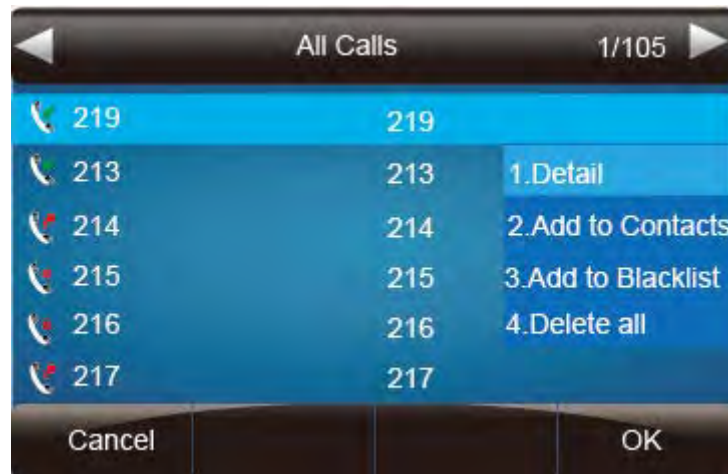 All Calls 1/105
219 219
213 213 1.Detail
214 214 2.Add to Contacts
215 215 3.Add to Blacklist
216 216 4.Delete all
217 217
Cancel OK